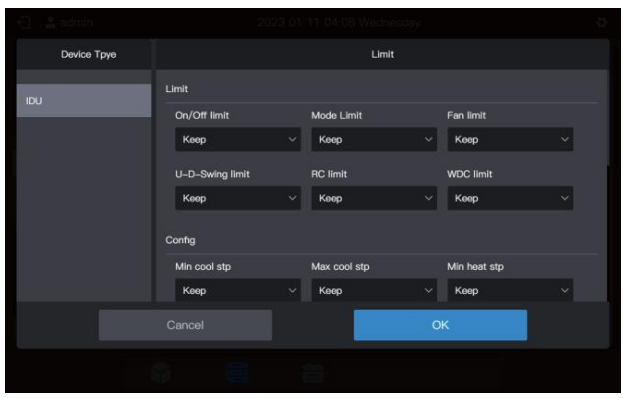 admin 2023 01 11 04:08 Wednesday
Device Tpye Limit
IDU
Limit
On/Off limit Mode Limit Fan limit
Keep Keep Keep
U-D-Swing limit RC limit WDC limit
Keep Keep Keep
Config
Min cool stp Max cool stp Min heat stp
Keep Keep Keep
Cancel OK